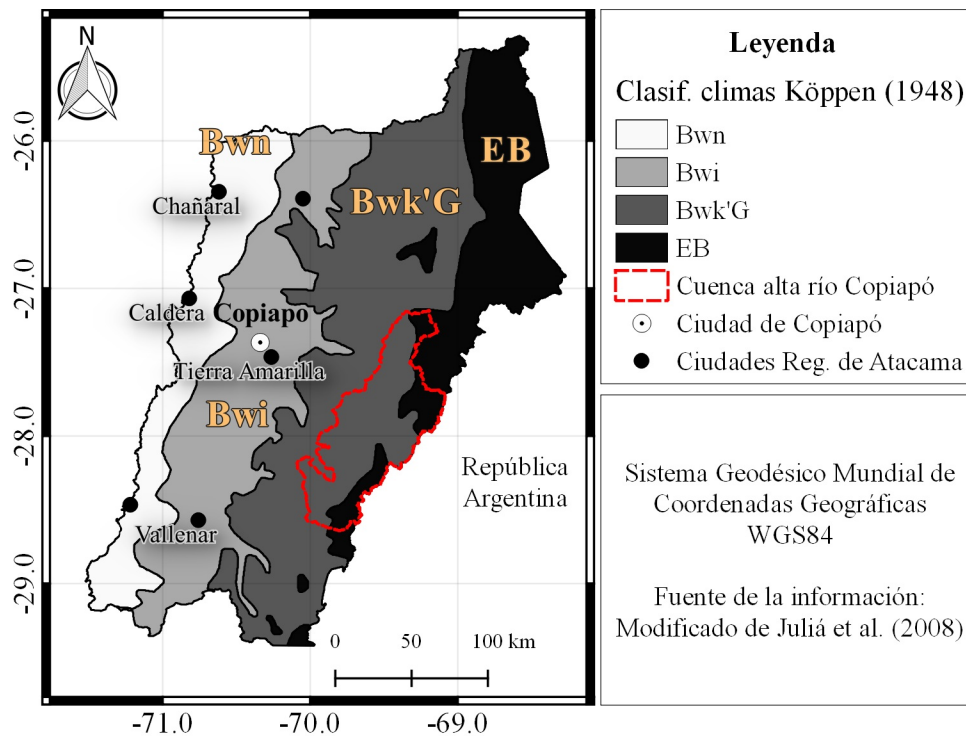 N
-26.0
-27.0
-28.0
-29.0
-71.0
-70.0
-69.0
Bwn
EB
Bwk'G
Chañaral
Caldera
Copiapó
Tierra Amarilla
Bwi
Vallenar
República
Argentina
0 50 100 km
Leyenda
Clasif. climas Köppen (1948)
Bwn
Bwi
Bwk'G
EB
Cuenca alta río Copiapó
Ciudad de Copiapó
Ciudades Reg. de Atacama
Sistema Geodésico Mundial de
Coordenadas Geográficas
WGS84
Fuente de la información:
Modificado de Juliá et al. (2008)